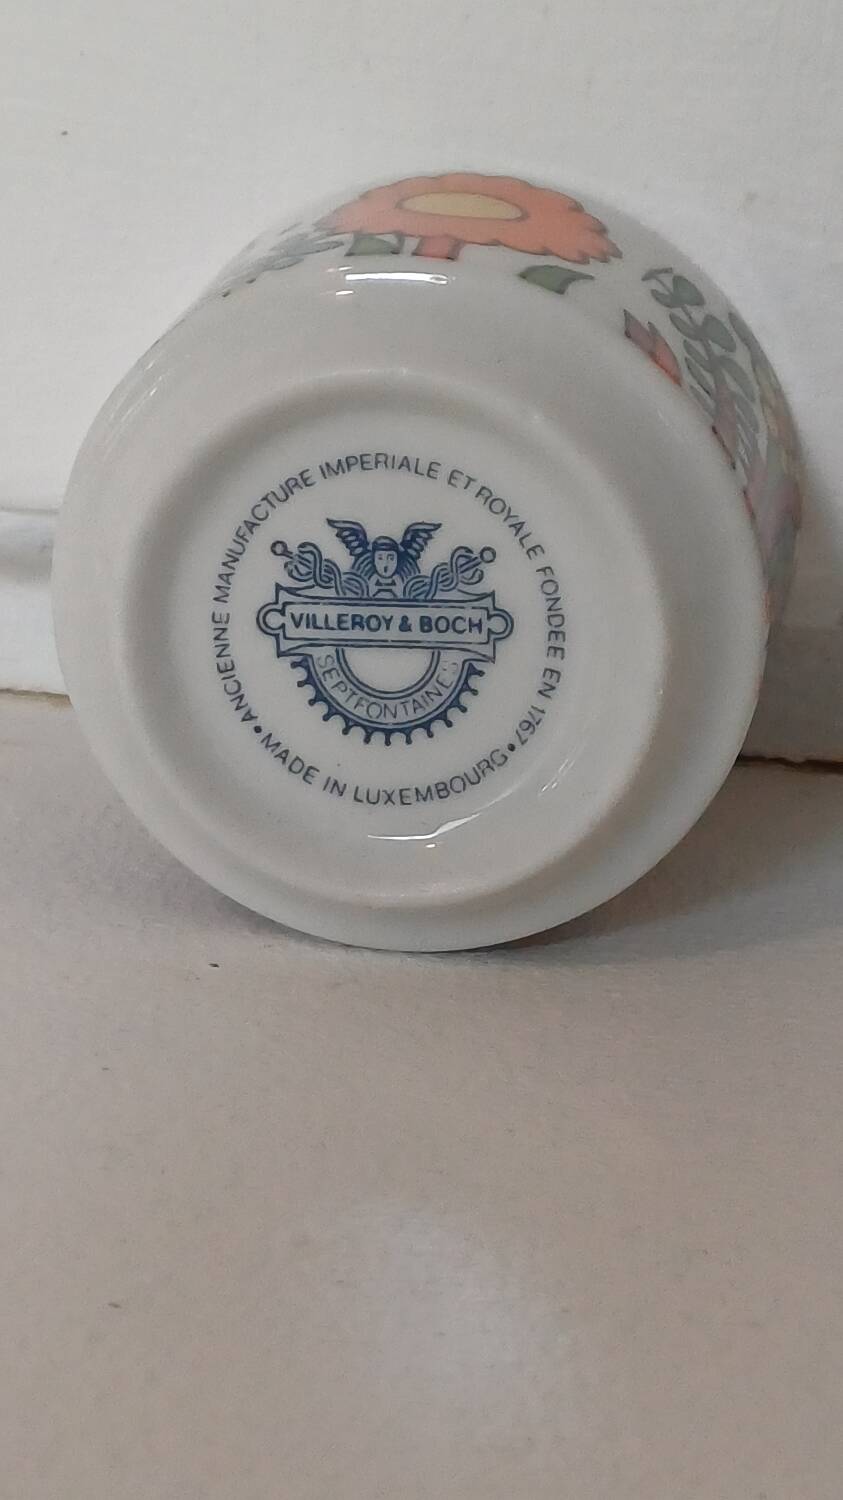 ANCIENNE MANUFACTURE IMPERIALE ET ROYALE FONDEE EN 1767
VILLEROY & BOCH
SEPTFONTAINES
• MADE IN LUXEMBOURG •